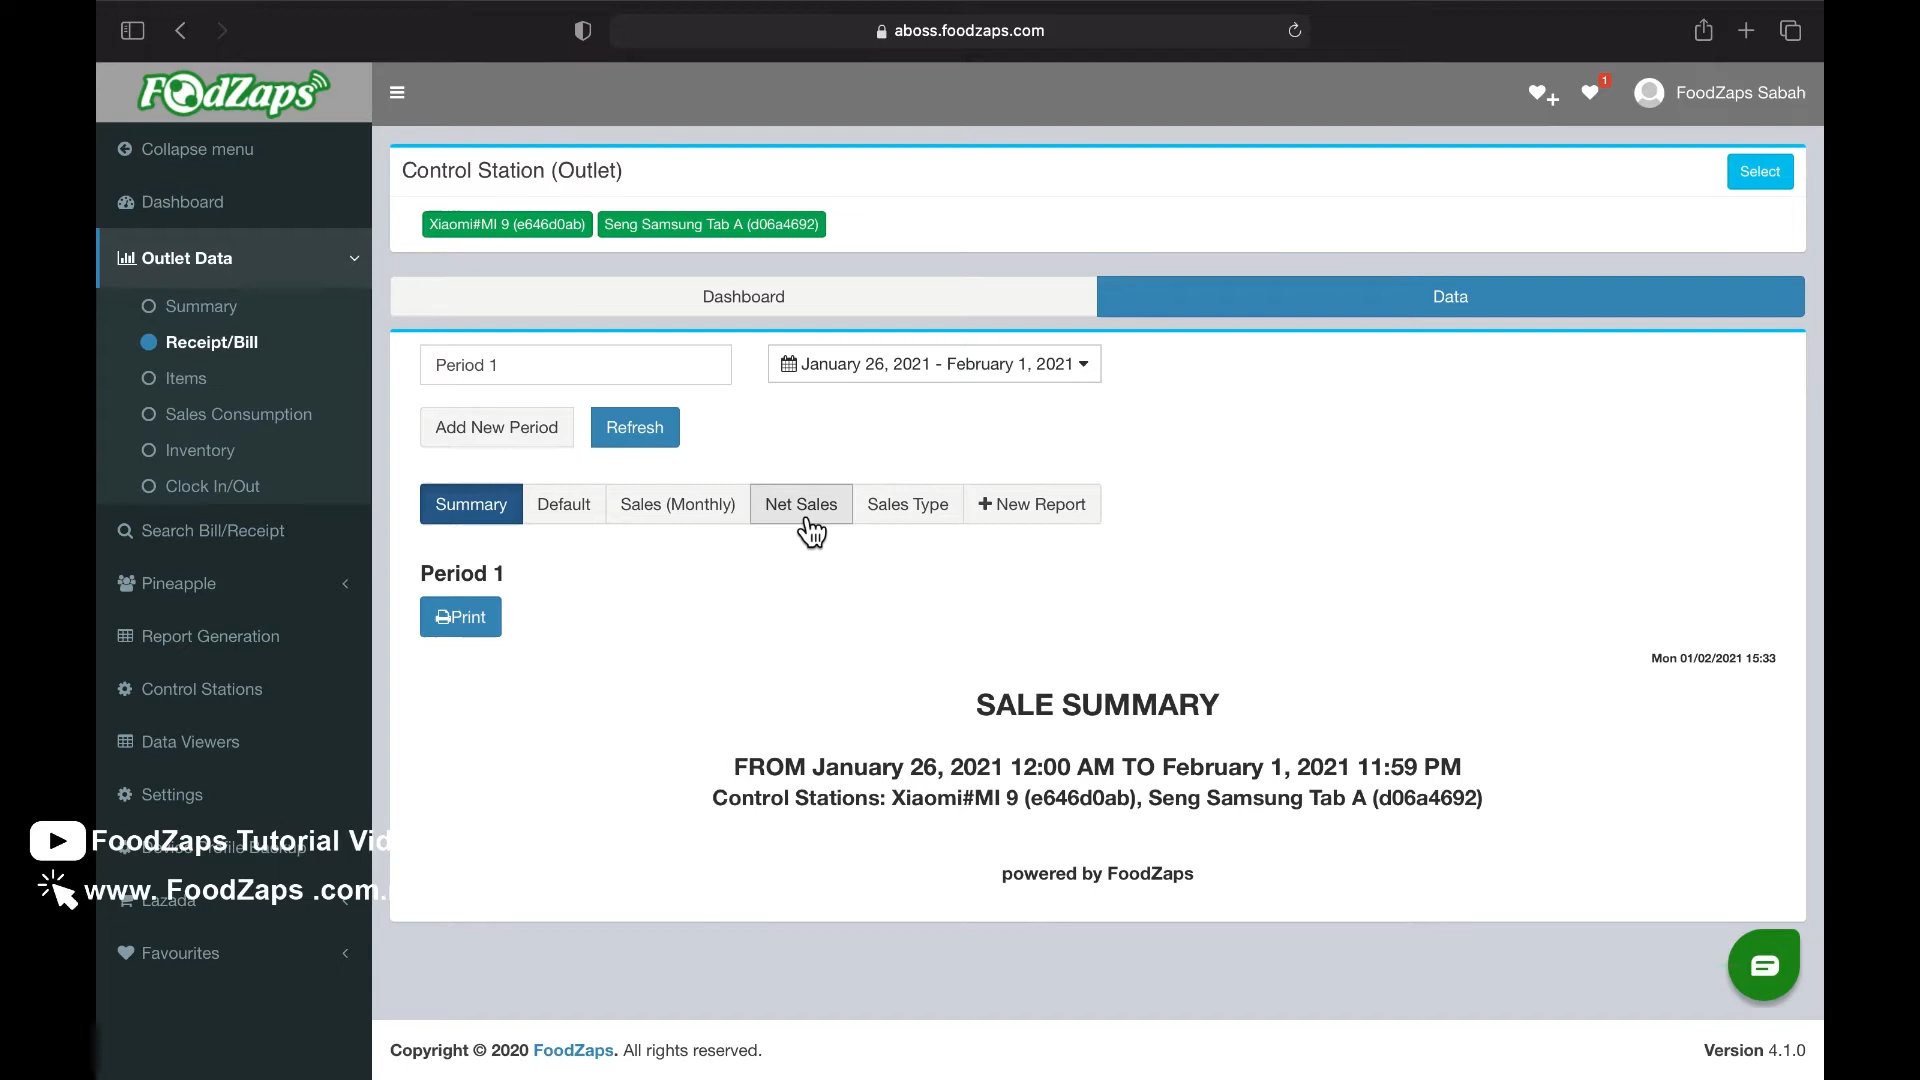 aboss.foodzaps.com
FoodZaps
1
FoodZaps Sabah
Collapse menu
Dashboard
Outlet Data
Summary
Receipt/Bill
Items
Sales Consumption
Inventory
Clock In/Out
Search Bill/Receipt
Pineapple
Report Generation
Control Stations
Data Viewers
Settings
Device Profile Backup
Lazada
Favourites
FoodZaps Tutorial Vid
www. FoodZaps .com.
Control Station (Outlet)
Select
Xiaomi#MI 9 (e646d0ab) Seng Samsung Tab A (d06a4692)
Dashboard Data
Period 1 January 26, 2021 - February 1, 2021
Add New Period Refresh
Summary Default Sales (Monthly) Net Sales Sales Type New Report
Period 1
Print
Mon 01/02/2021 15:33
SALE SUMMARY
FROM January 26, 2021 12:00 AM TO February 1, 2021 11:59 PM
Control Stations: Xiaomi#MI 9 (e646d0ab), Seng Samsung Tab A (d06a4692)
powered by FoodZaps
Copyright © 2020 FoodZaps. All rights reserved.
Version 4.1.0